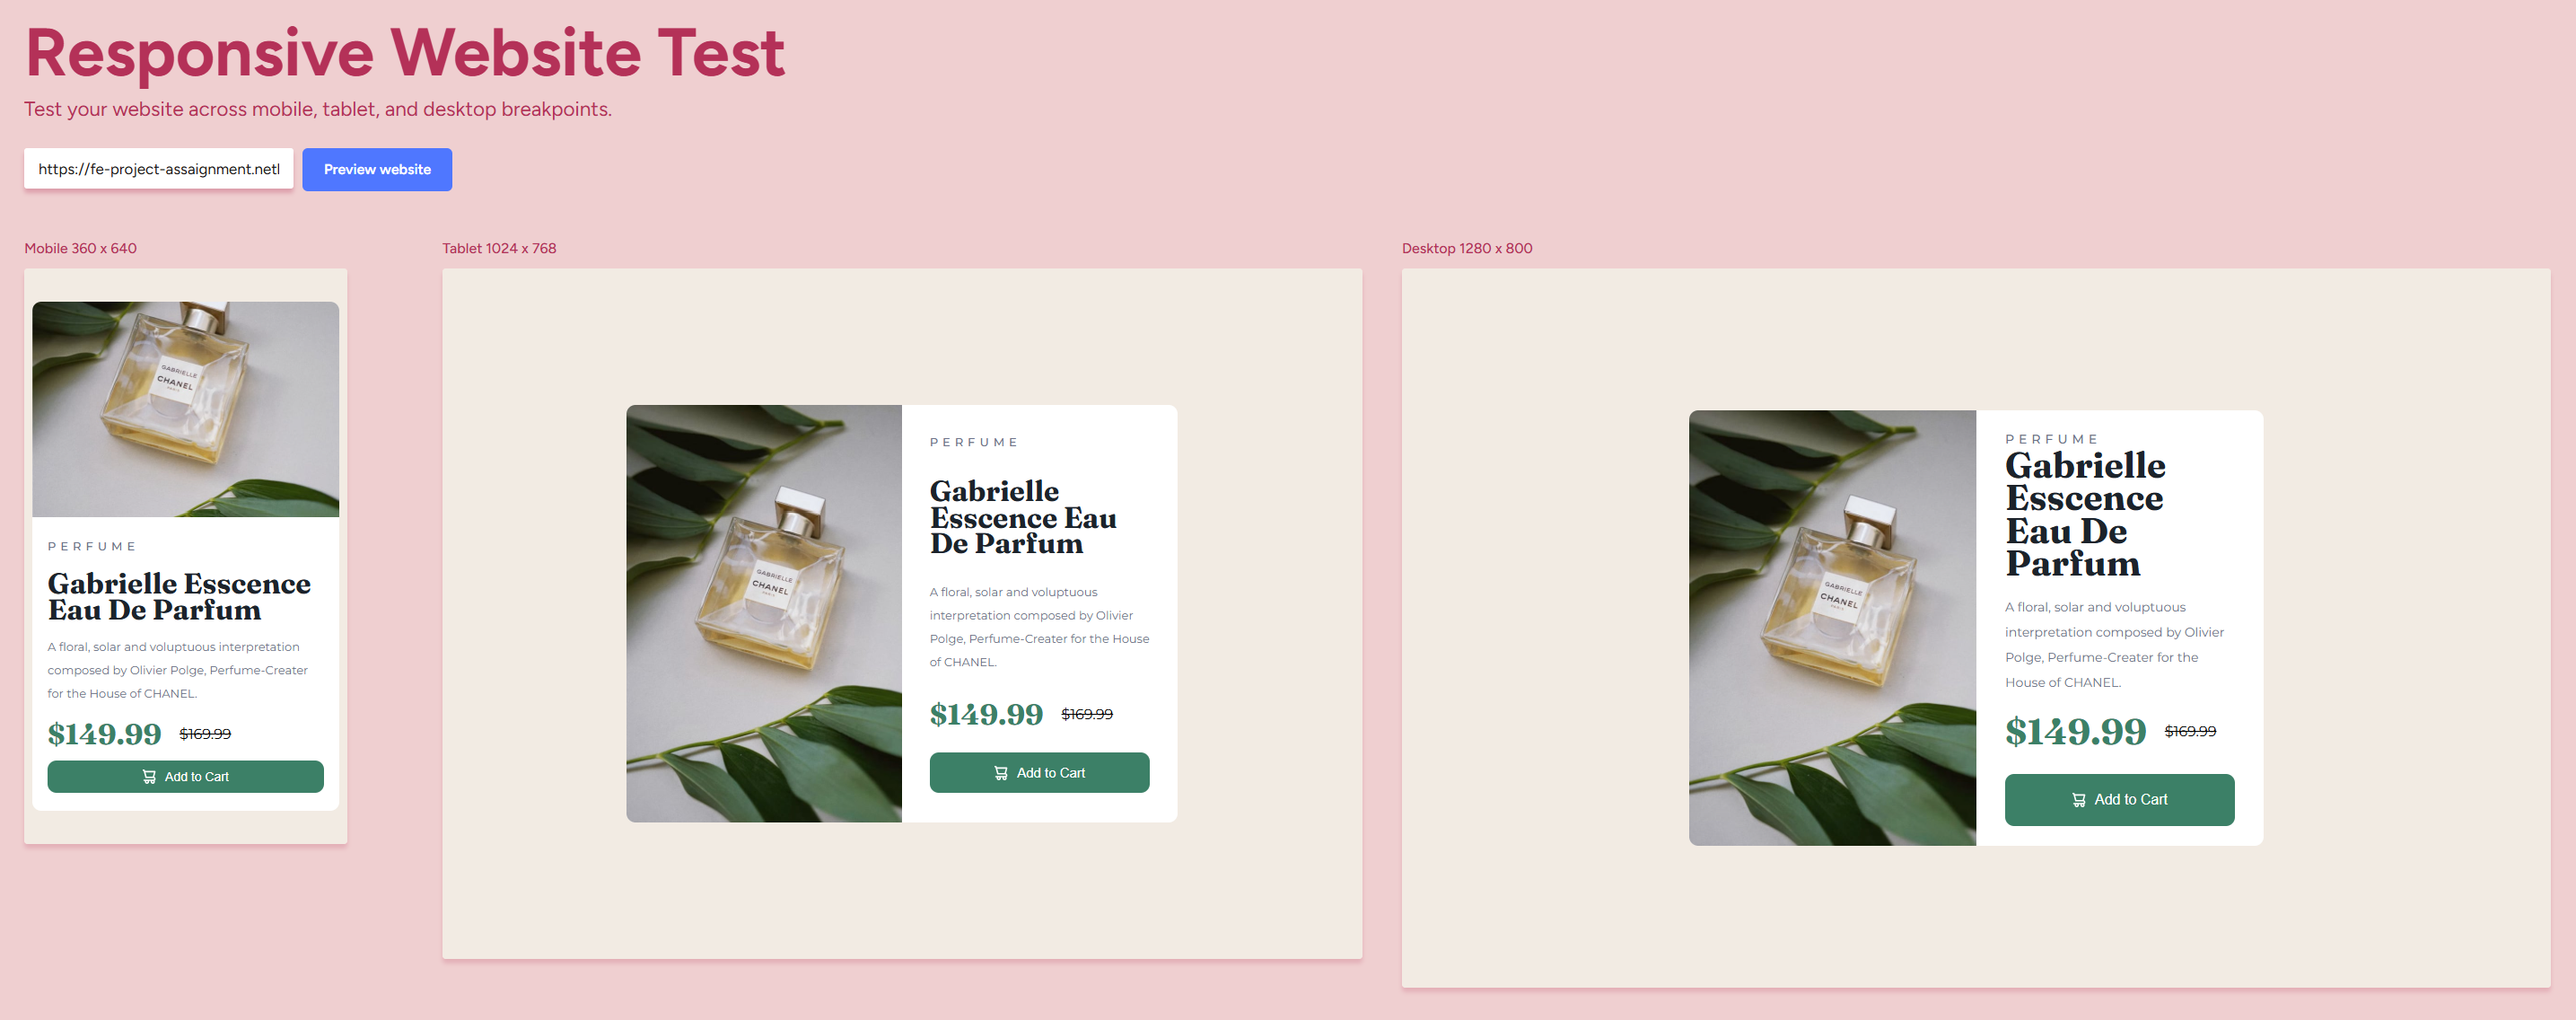 Responsive Website Test
Test your website across mobile, tablet, and desktop breakpoints.
https://fe-project-assaignment.netl
Preview website
Mobile 360 x 640
GABRIELLE
CHANEL
PARIS
PERFUME
Gabrielle Esscence
Eau De Parfum
A floral, solar and voluptuous interpretation
composed by Olivier Polge, Perfume-Creater
for the House of CHANEL.
$149.99 $169.99
Add to Cart
Tablet 1024 x 768
GABRIELLE
CHANEL
PARIS
PERFUME
Gabrielle
Esscence Eau
De Parfum
A floral, solar and voluptuous
interpretation composed by Olivier
Polge, Perfume-Creater for the House
of CHANEL.
$149.99 $169.99
Add to Cart
Desktop 1280 x 800
GABRIELLE
CHANEL
PARIS
PERFUME
Gabrielle
Esscence
Eau De
Parfum
A floral, solar and voluptuous
interpretation composed by Olivier
Polge, Perfume-Creater for the
House of CHANEL.
$149.99 $169.99
Add to Cart